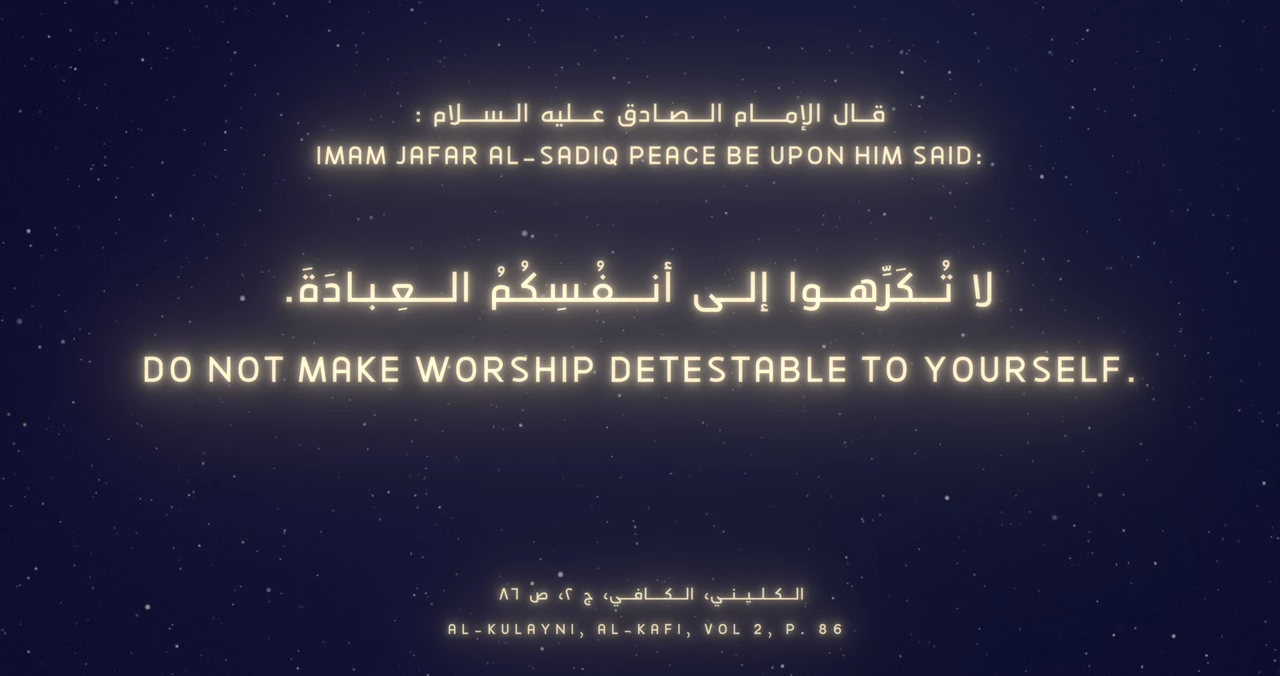 قال الإمام الصادق عليه السلام :
IMAM JAFAR AL-SADIQ PEACE BE UPON HIM SAID:
لا تُكَرِّهوا إلى أنفُسِكُمُ العِبادَةَ.
DO NOT MAKE WORSHIP DETESTABLE TO YOURSELF.
الكليني، الكافي، ج ٢، ص ٨٦
AL-KULAYNI, AL-KAFI, VOL 2, P. 86